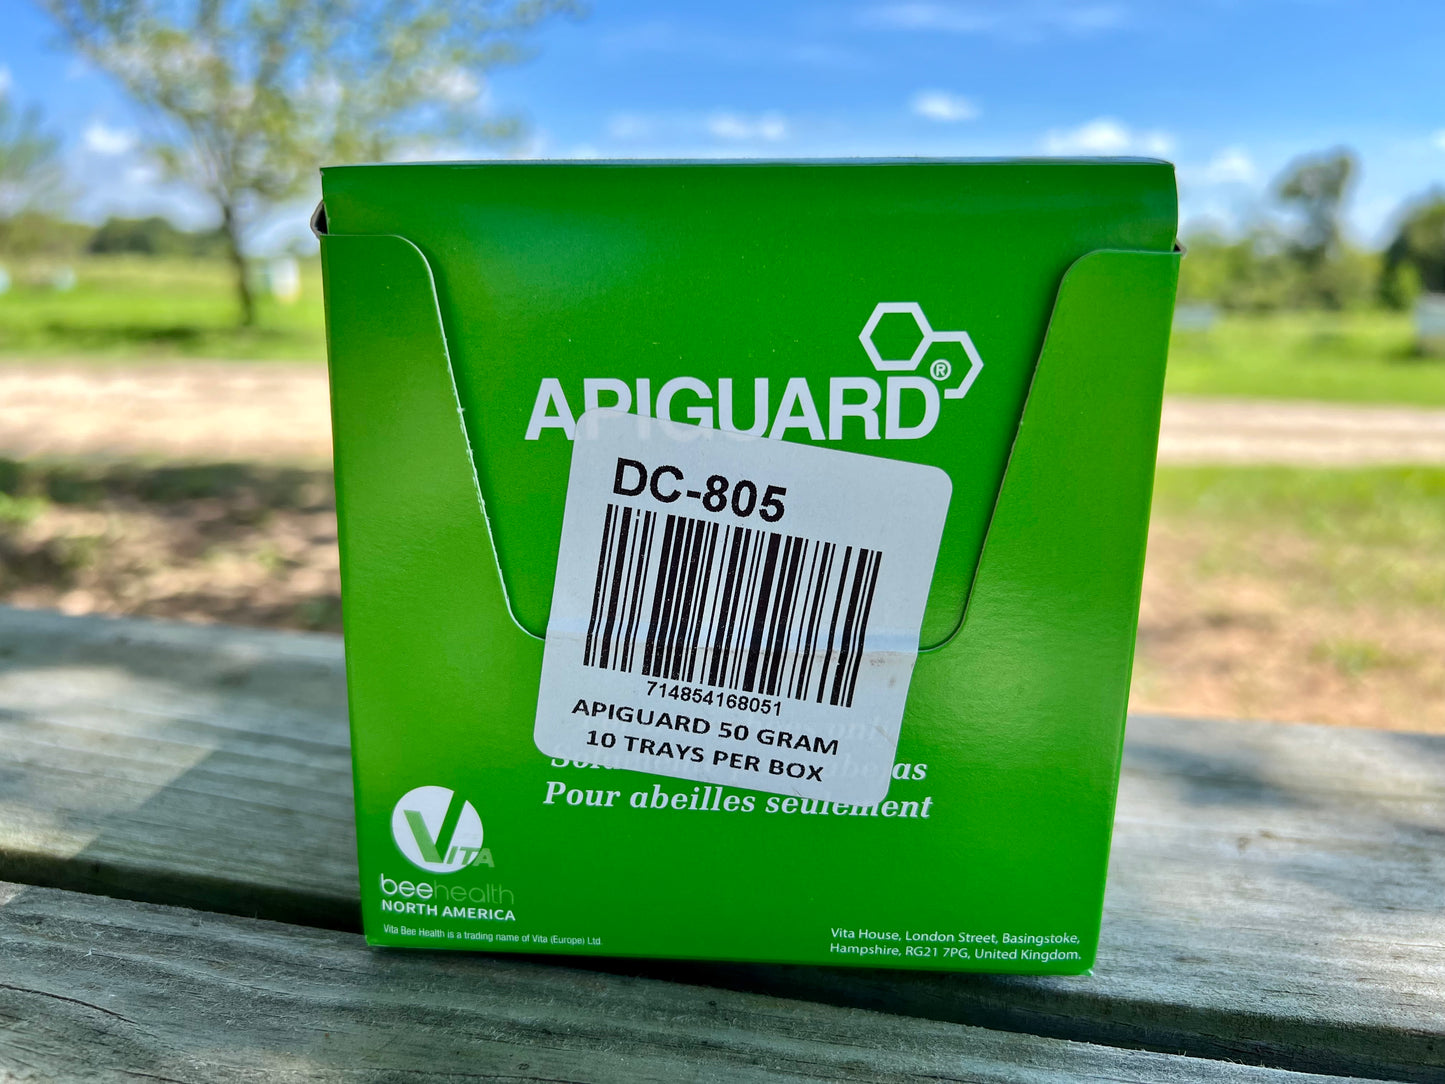 APIGUARD®
DC-805
714854168051
APIGUARD 50 GRAM
10 TRAYS PER BOX
as
Pour abeilles seulement
VITA
beehealth
NORTH AMERICA
Vita Bee Health is a trading name of Vita (Europe) Ltd.
Vita House, London Street, Basingstoke,
Hampshire, RG21 7PG, United Kingdom.